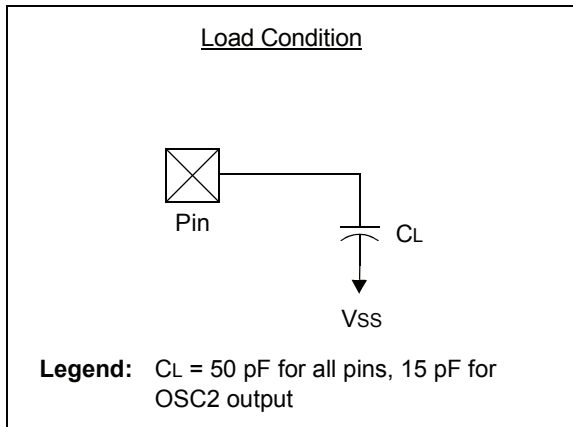 Load Condition
Pin
CL
VSS
Legend: CL = 50 pF for all pins, 15 pF for
OSC2 output